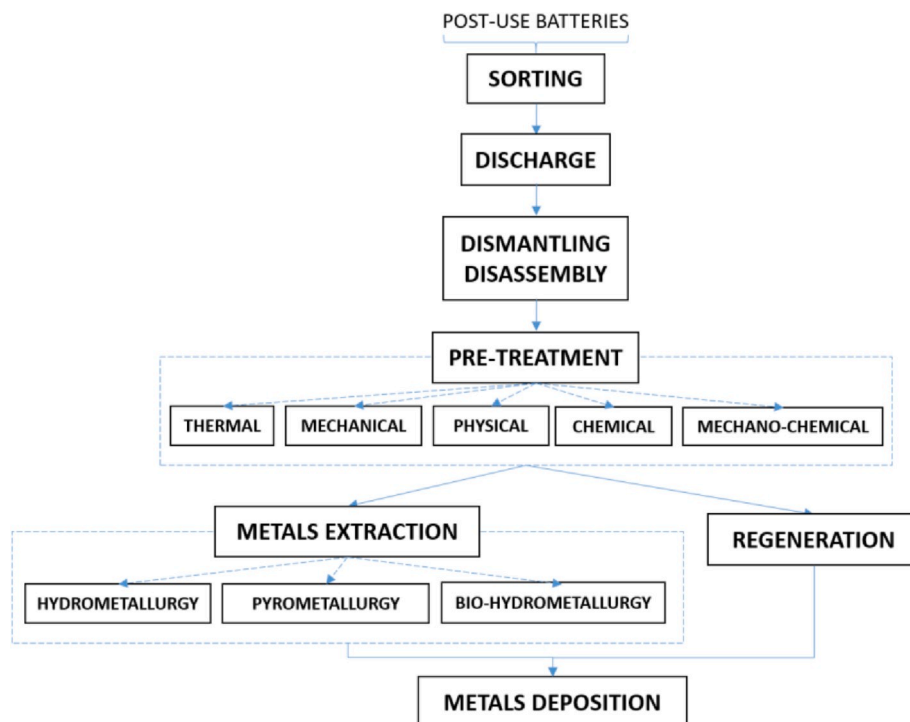 POST-USE BATTERIES
SORTING
DISCHARGE
DISMANTLING
DISASSEMBLY
PRE-TREATMENT
THERMAL
MECHANICAL
PHYSICAL
CHEMICAL
MECHANO-CHEMICAL
METALS EXTRACTION
REGENERATION
HYDROMETALLURGY
PYROMETALLURGY
BIO-HYDROMETALLURGY
METALS DEPOSITION